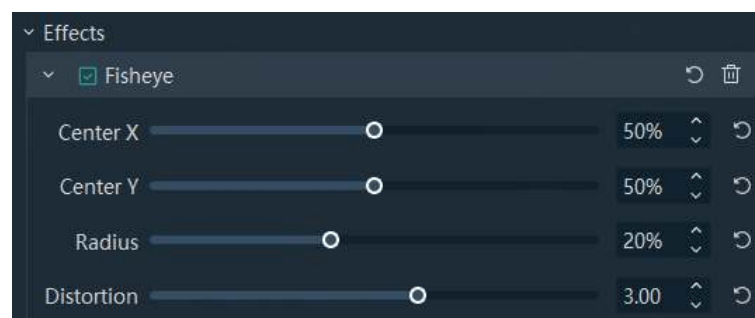 Effects
Fisheye
Center X 50%
Center Y 50%
Radius 20%
Distortion 3.00